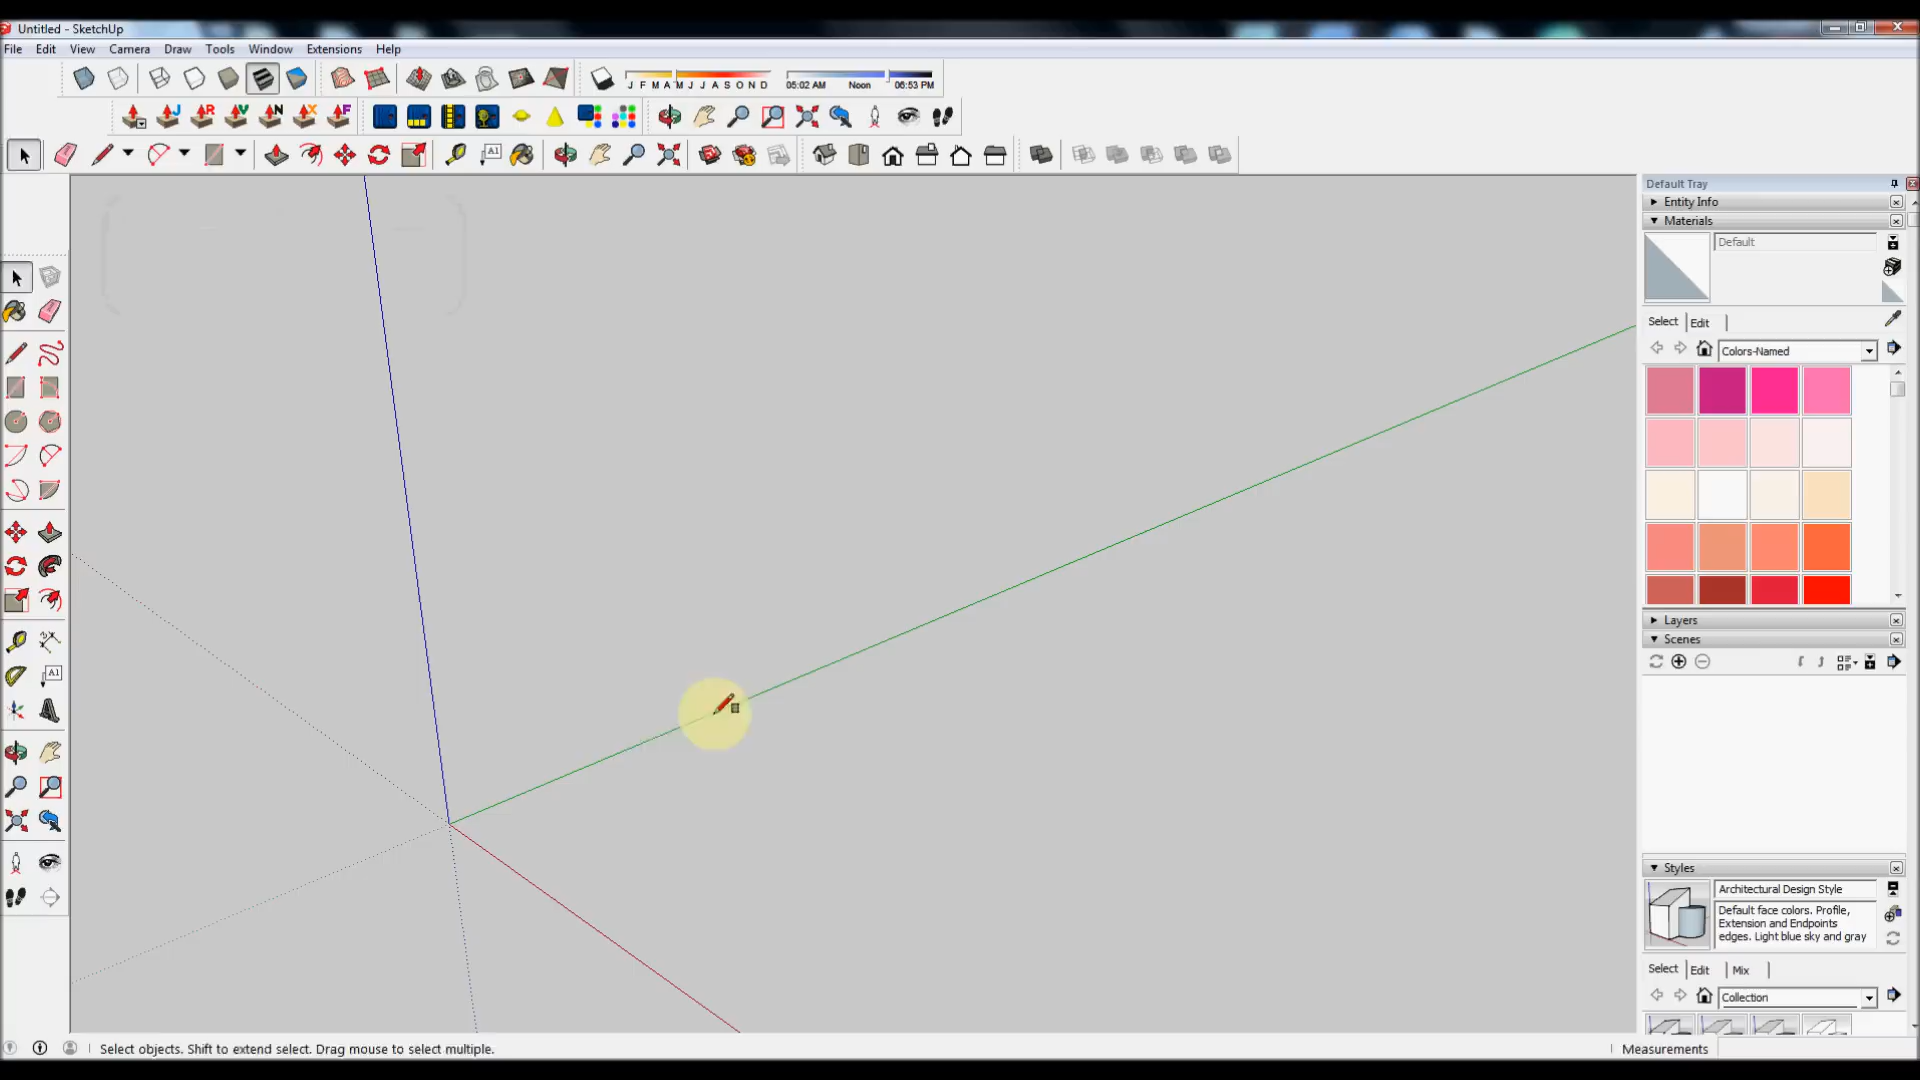 Untitled - SketchUp
File Edit View Camera Draw Tools Window Extensions Help
J F M A M J J A S O N D 05:02 AM Noon 06:53 PM
J R V N X F
A1
Default Tray
Entity Info
Materials
Default
Select Edit
Colors-Named
A1
Layers
Scenes
Styles
Architectural Design Style
Default face colors. Profile,
Extension and Endpoints
edges. Light blue sky and gray
Select Edit Mix
Collection
Select objects. Shift to extend select. Drag mouse to select multiple.
Measurements